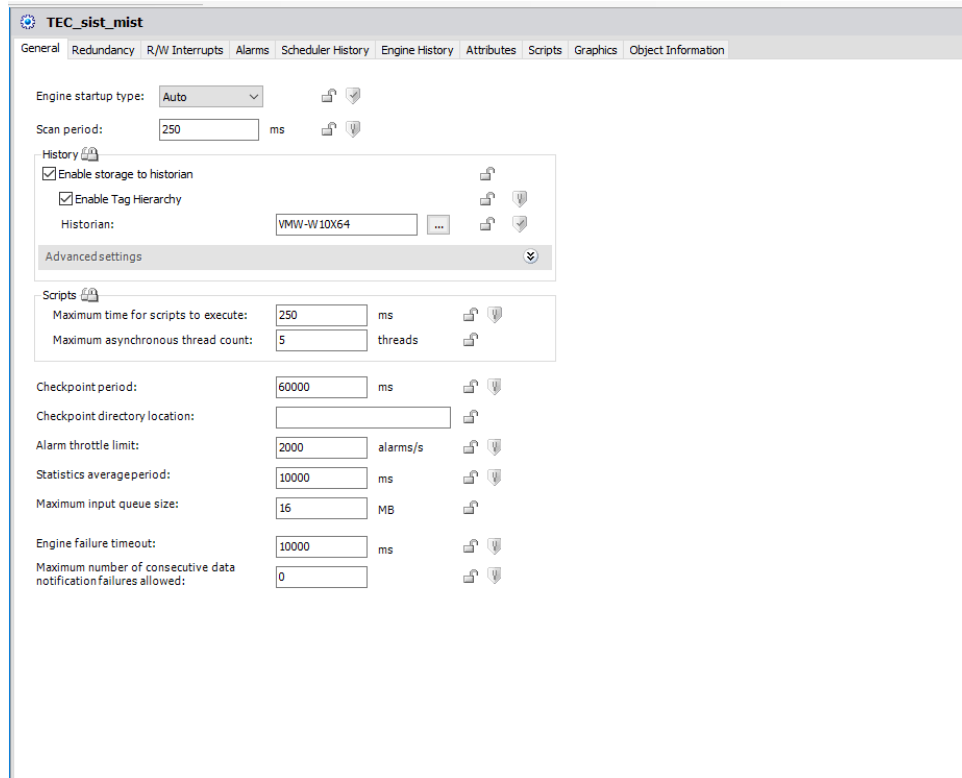 TEC_sist_mist
General Redundancy R/W Interrupts Alarms Scheduler History Engine History Attributes Scripts Graphics Object Information
Engine startup type: Auto
Scan period: 250 ms
History
Enable storage to historian
Enable Tag Hierarchy
Historian: VMW-W10X64 ...
Advanced settings
Scripts
Maximum time for scripts to execute: 250 ms
Maximum asynchronous thread count: 5 threads
Checkpoint period: 60000 ms
Checkpoint directory location:
Alarm throttle limit: 2000 alarms/s
Statistics average period: 10000 ms
Maximum input queue size: 16 MB
Engine failure timeout: 10000 ms
Maximum number of consecutive data
notification failures allowed: 0